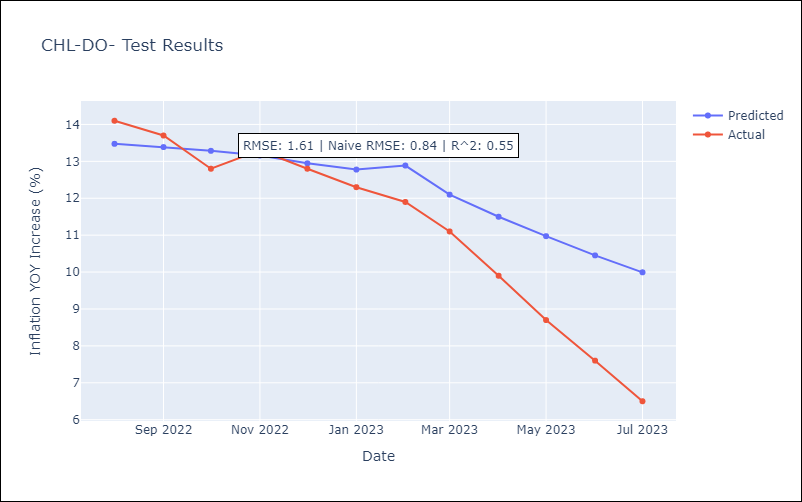 CHL-DO- Test Results
Predicted
Actual
RMSE: 1.61 | Naive RMSE: 0.84 | R^2: 0.55
Inflation YOY Increase (%)
14
13
12
11
10
9
8
7
6
Sep 2022
Nov 2022
Jan 2023
Mar 2023
May 2023
Jul 2023
Date